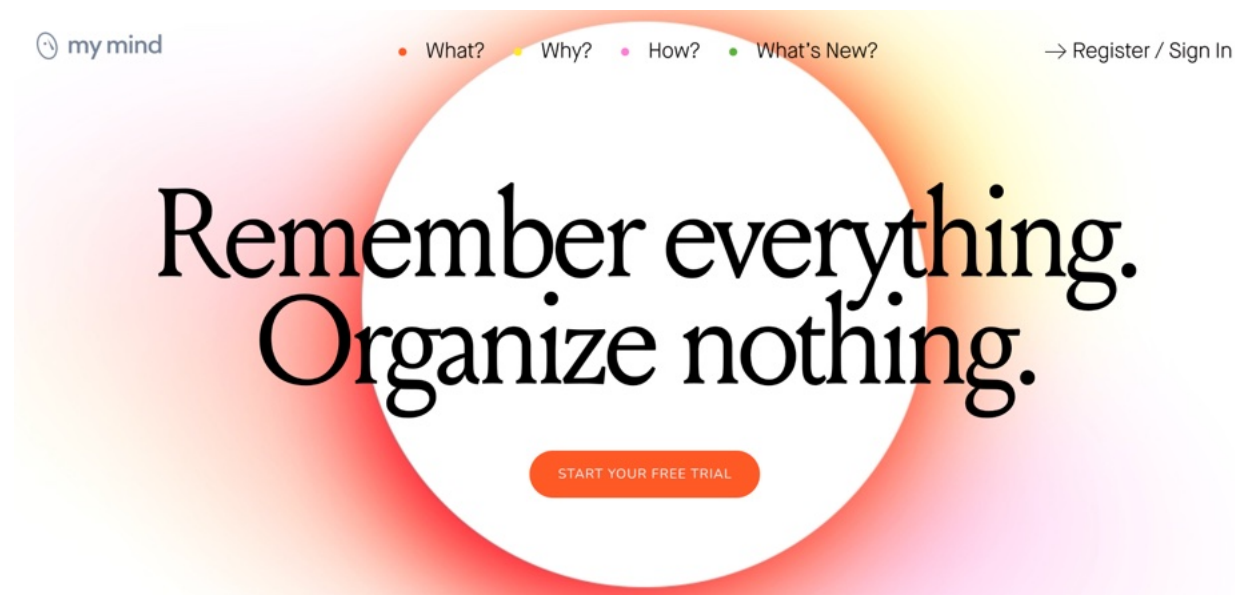 my mind
What? Why? How? What's New?
→ Register / Sign In
Remember everything.
Organize nothing.
START YOUR FREE TRIAL